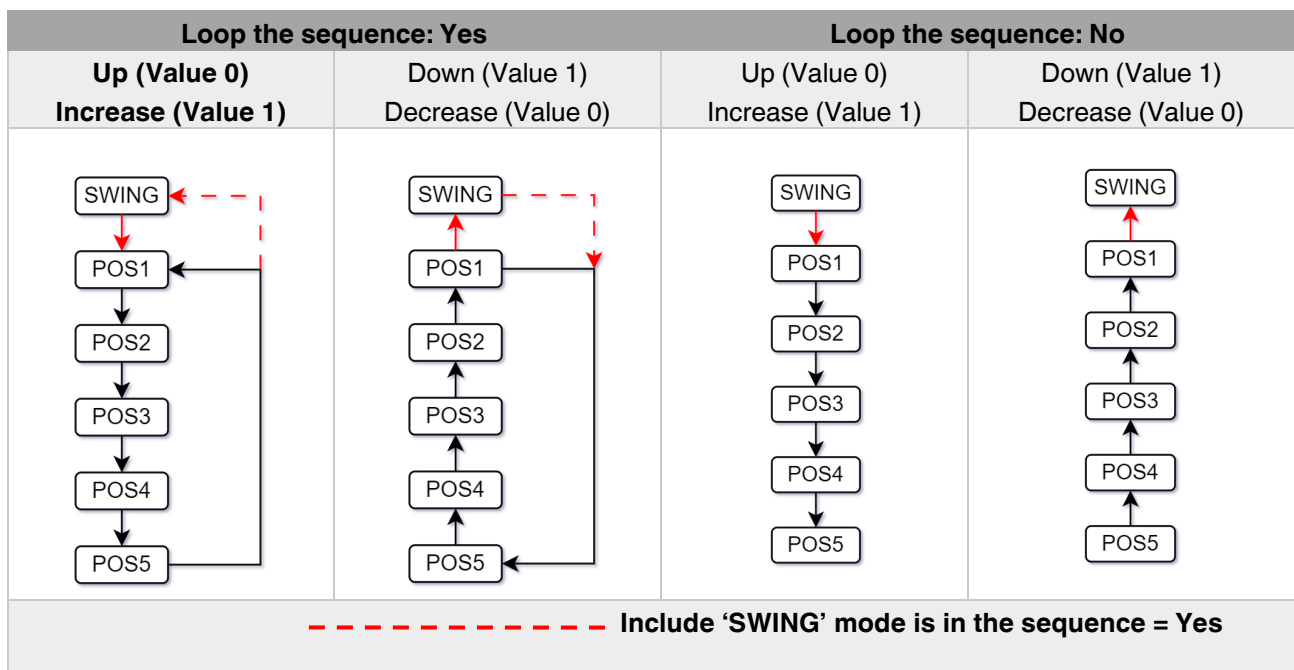 Loop the sequence: Yes
Loop the sequence: No
Up (Value 0)
Increase (Value 1)
Down (Value 1)
Decrease (Value 0)
Up (Value 0)
Increase (Value 1)
Down (Value 1)
Decrease (Value 0)
SWING
POS1
POS2
POS3
POS4
POS5
SWING
POS1
POS2
POS3
POS4
POS5
SWING
POS1
POS2
POS3
POS4
POS5
SWING
POS1
POS2
POS3
POS4
POS5
Include ‘SWING’ mode is in the sequence = Yes